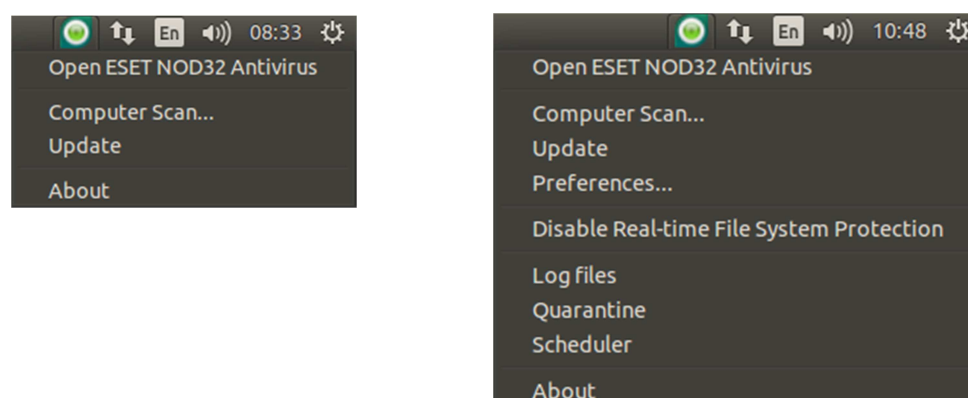 En 08:33
Open ESET NOD32 Antivirus
Computer Scan...
Update
About
En 10:48
Open ESET NOD32 Antivirus
Computer Scan...
Update
Preferences...
Disable Real-time File System Protection
Log files
Quarantine
Scheduler
About